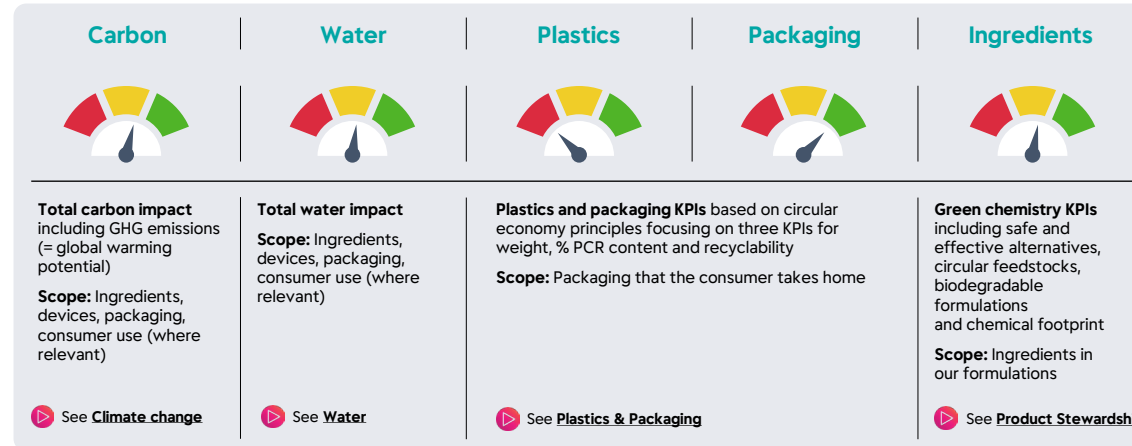 Carbon
Water
Plastics
Packaging
Ingredients
Total carbon impact
including GHG emissions
(= global warming
potential)
Scope: Ingredients,
devices, packaging,
consumer use (where
relevant)
See Climate change
Total water impact
Scope: Ingredients,
devices, packaging,
consumer use (where
relevant)
See Water
Plastics and packaging KPIs based on circular
economy principles focusing on three KPIs for
weight, % PCR content and recyclability
Scope: Packaging that the consumer takes home
See Plastics & Packaging
Green chemistry KPIs
including safe and
effective alternatives,
circular feedstocks,
biodegradable
formulations
and chemical footprint
Scope: Ingredients in
our formulations
See Product Stewardsh